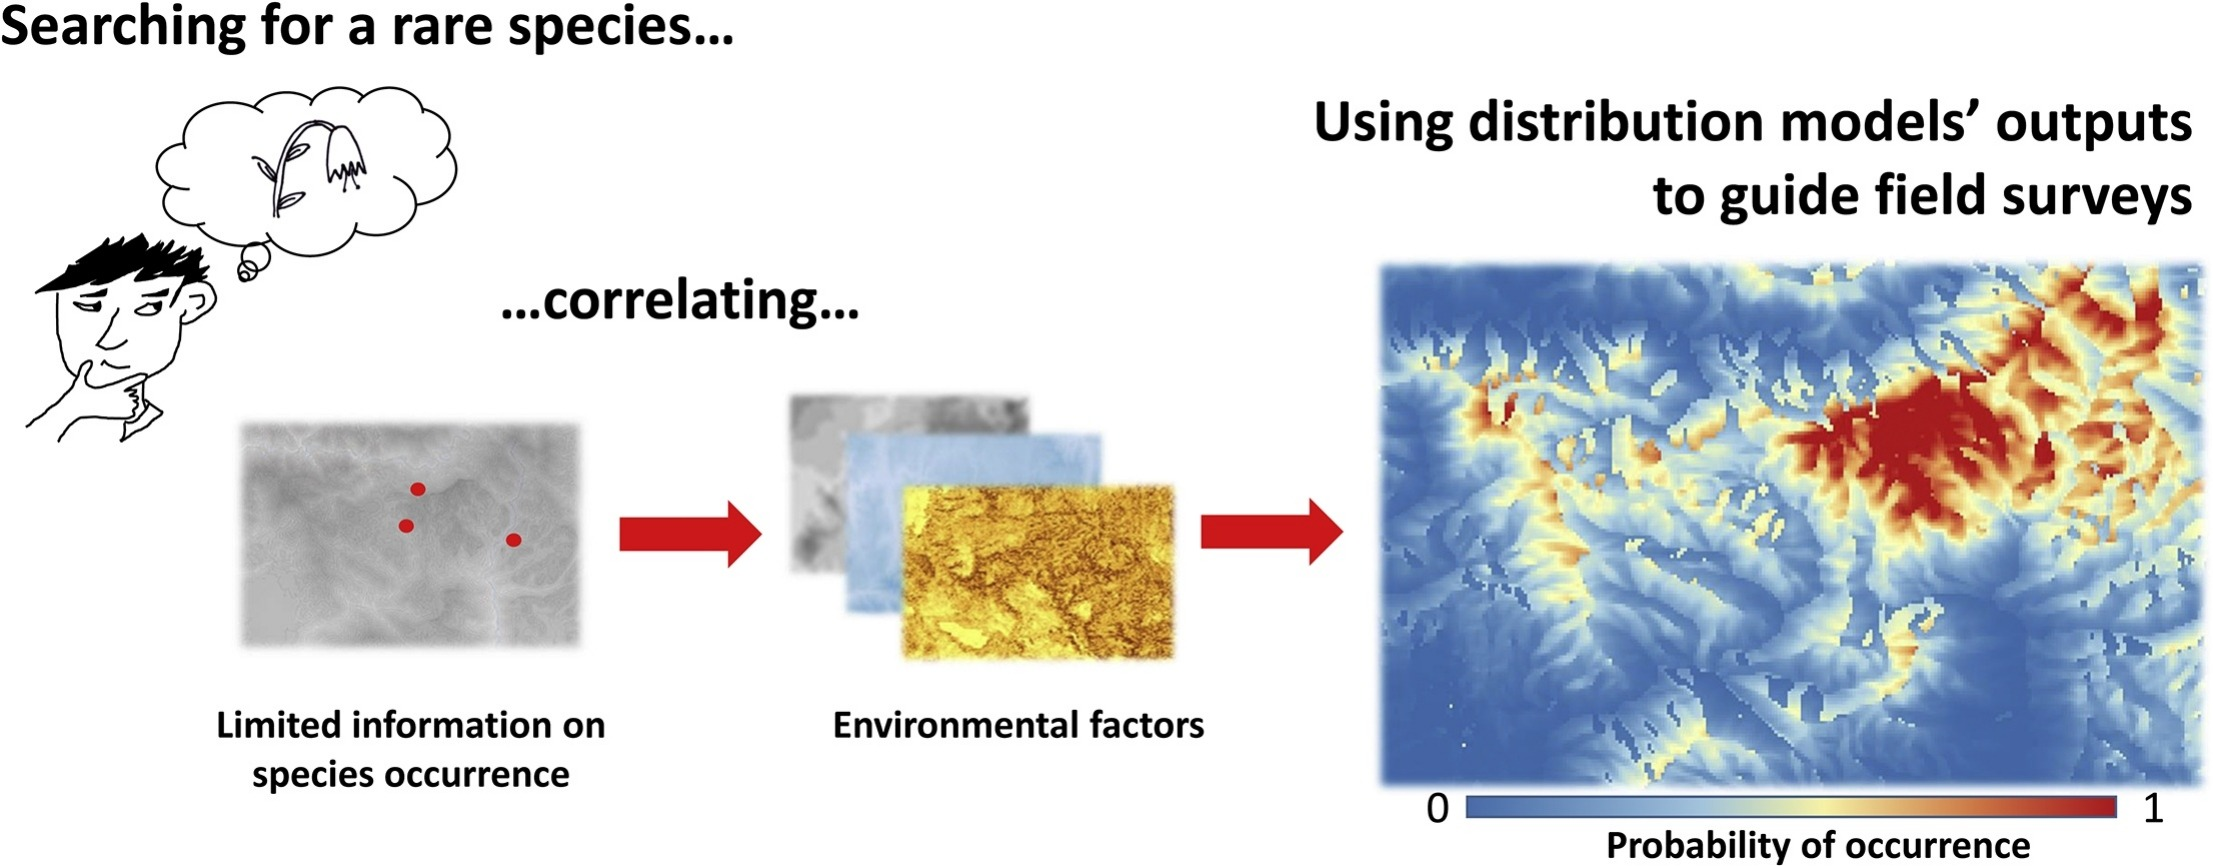 Searching for a rare species...
Using distribution models’ outputs
to guide field surveys
...correlating...
Limited information on
species occurrence
Environmental factors
0
1
Probability of occurrence